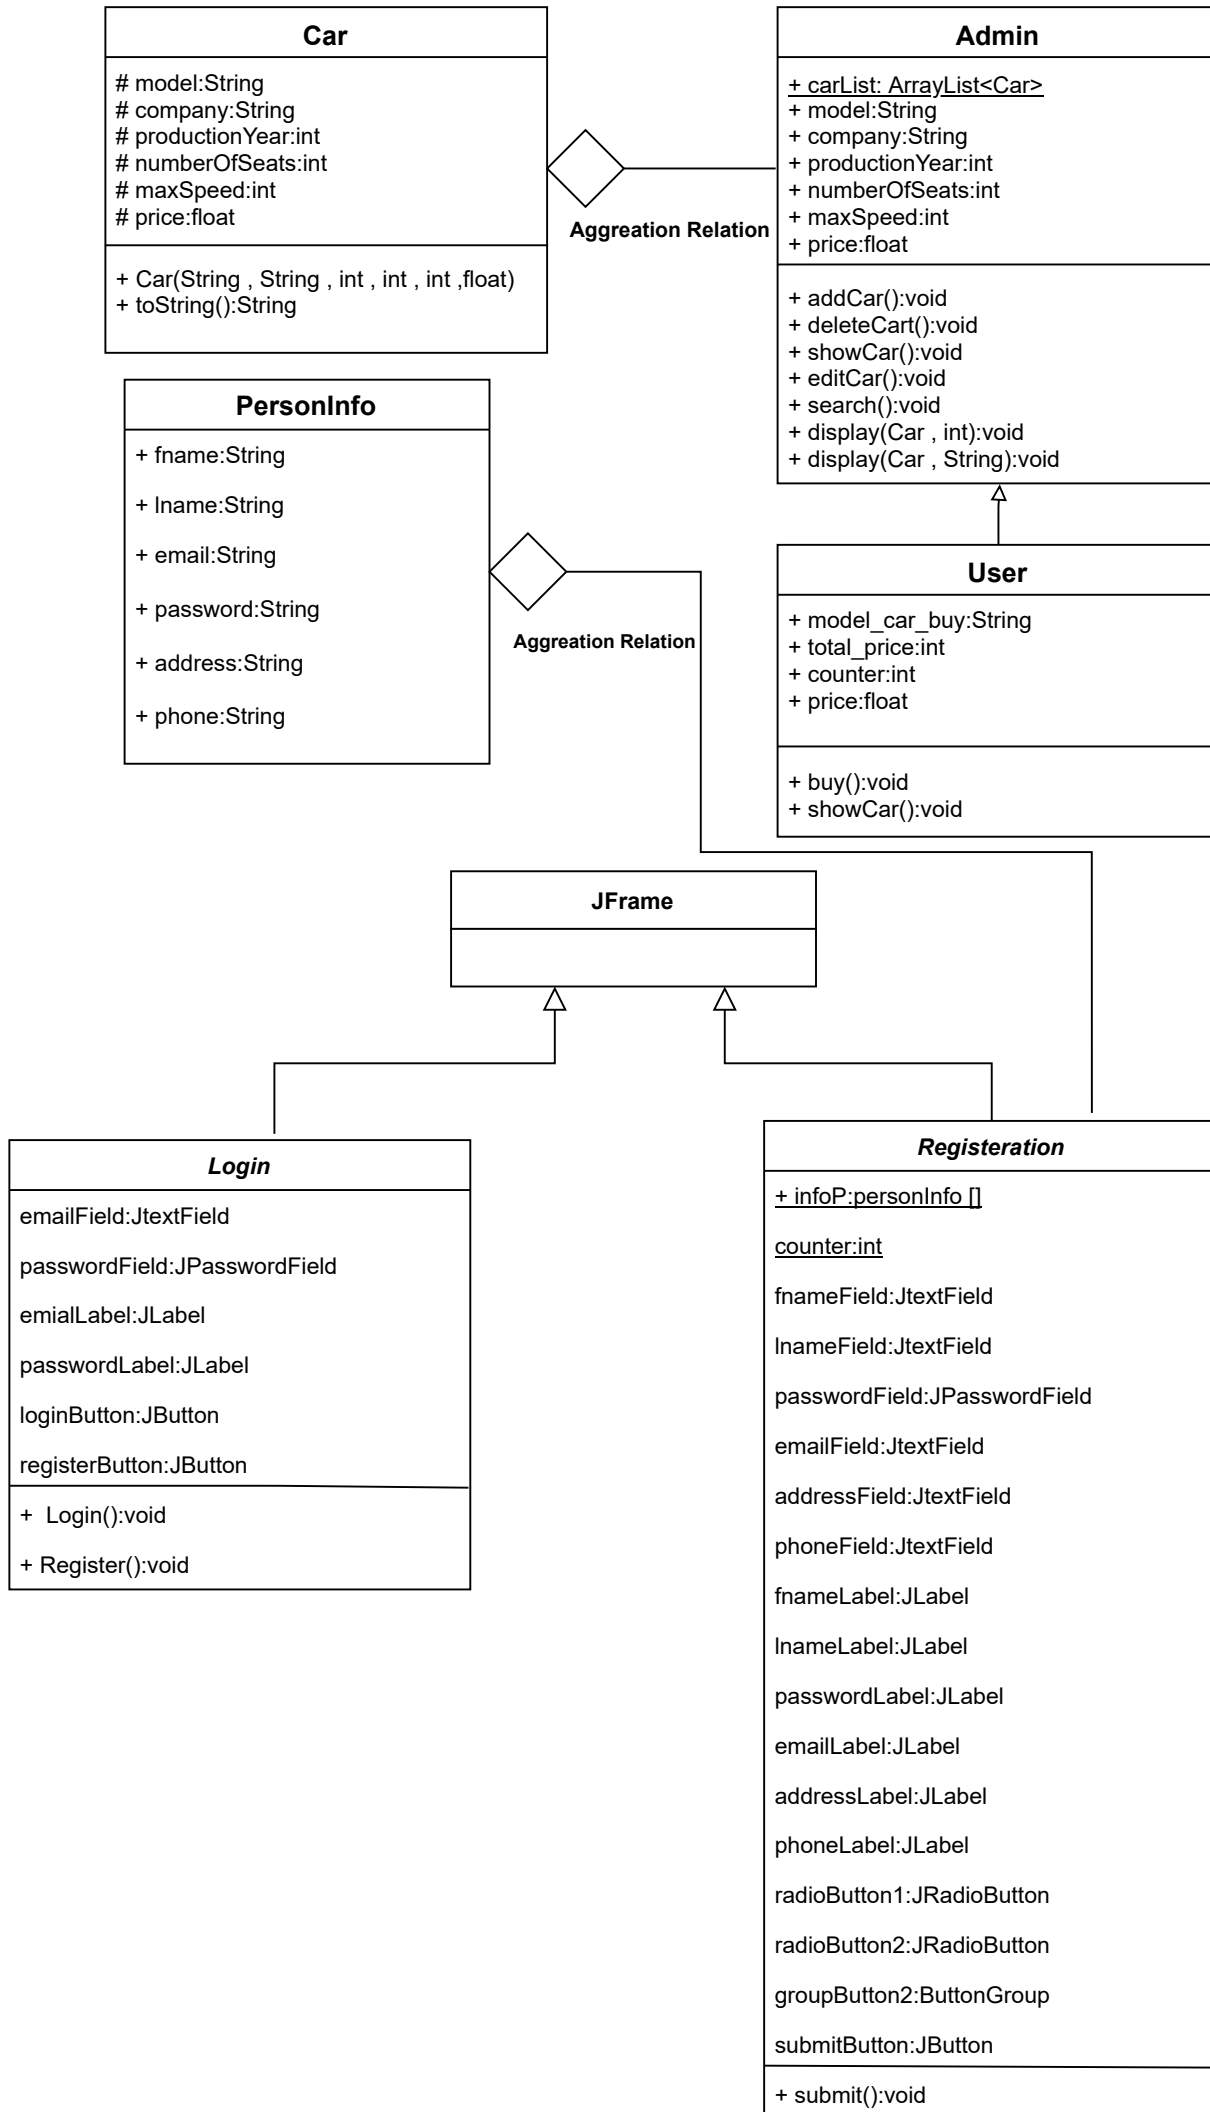 Car
# model:String
# company:String
# productionYear:int
# numberOfSeats:int
# maxSpeed:int
# price:float
+ Car(String , String , int , int , int ,float)
+ toString():String
Aggreation Relation
Admin
+ carList: ArrayList<Car>
+ model:String
+ company:String
+ productionYear:int
+ numberOfSeats:int
+ maxSpeed:int
+ price:float
+ addCar():void
+ deleteCart():void
+ showCar():void
+ editCar():void
+ search():void
+ display(Car , int):void
+ display(Car , String):void
PersonInfo
+ fname:String
+ lname:String
+ email:String
+ password:String
+ address:String
+ phone:String
Aggreation Relation
User
+ model_car_buy:String
+ total_price:int
+ counter:int
+ price:float
+ buy():void
+ showCar():void
JFrame
Login
emailField:JtextField
passwordField:JPasswordField
emialLabel:JLabel
passwordLabel:JLabel
loginButton:JButton
registerButton:JButton
+ Login():void
+ Register():void
Registeration
+ infoP:personInfo []
counter:int
fnameField:JtextField
lnameField:JtextField
passwordField:JPasswordField
emailField:JtextField
addressField:JtextField
phoneField:JtextField
fnameLabel:JLabel
lnameLabel:JLabel
passwordLabel:JLabel
emailLabel:JLabel
addressLabel:JLabel
phoneLabel:JLabel
radioButton1:JRadioButton
radioButton2:JRadioButton
groupButton2:ButtonGroup
submitButton:JButton
+ submit():void